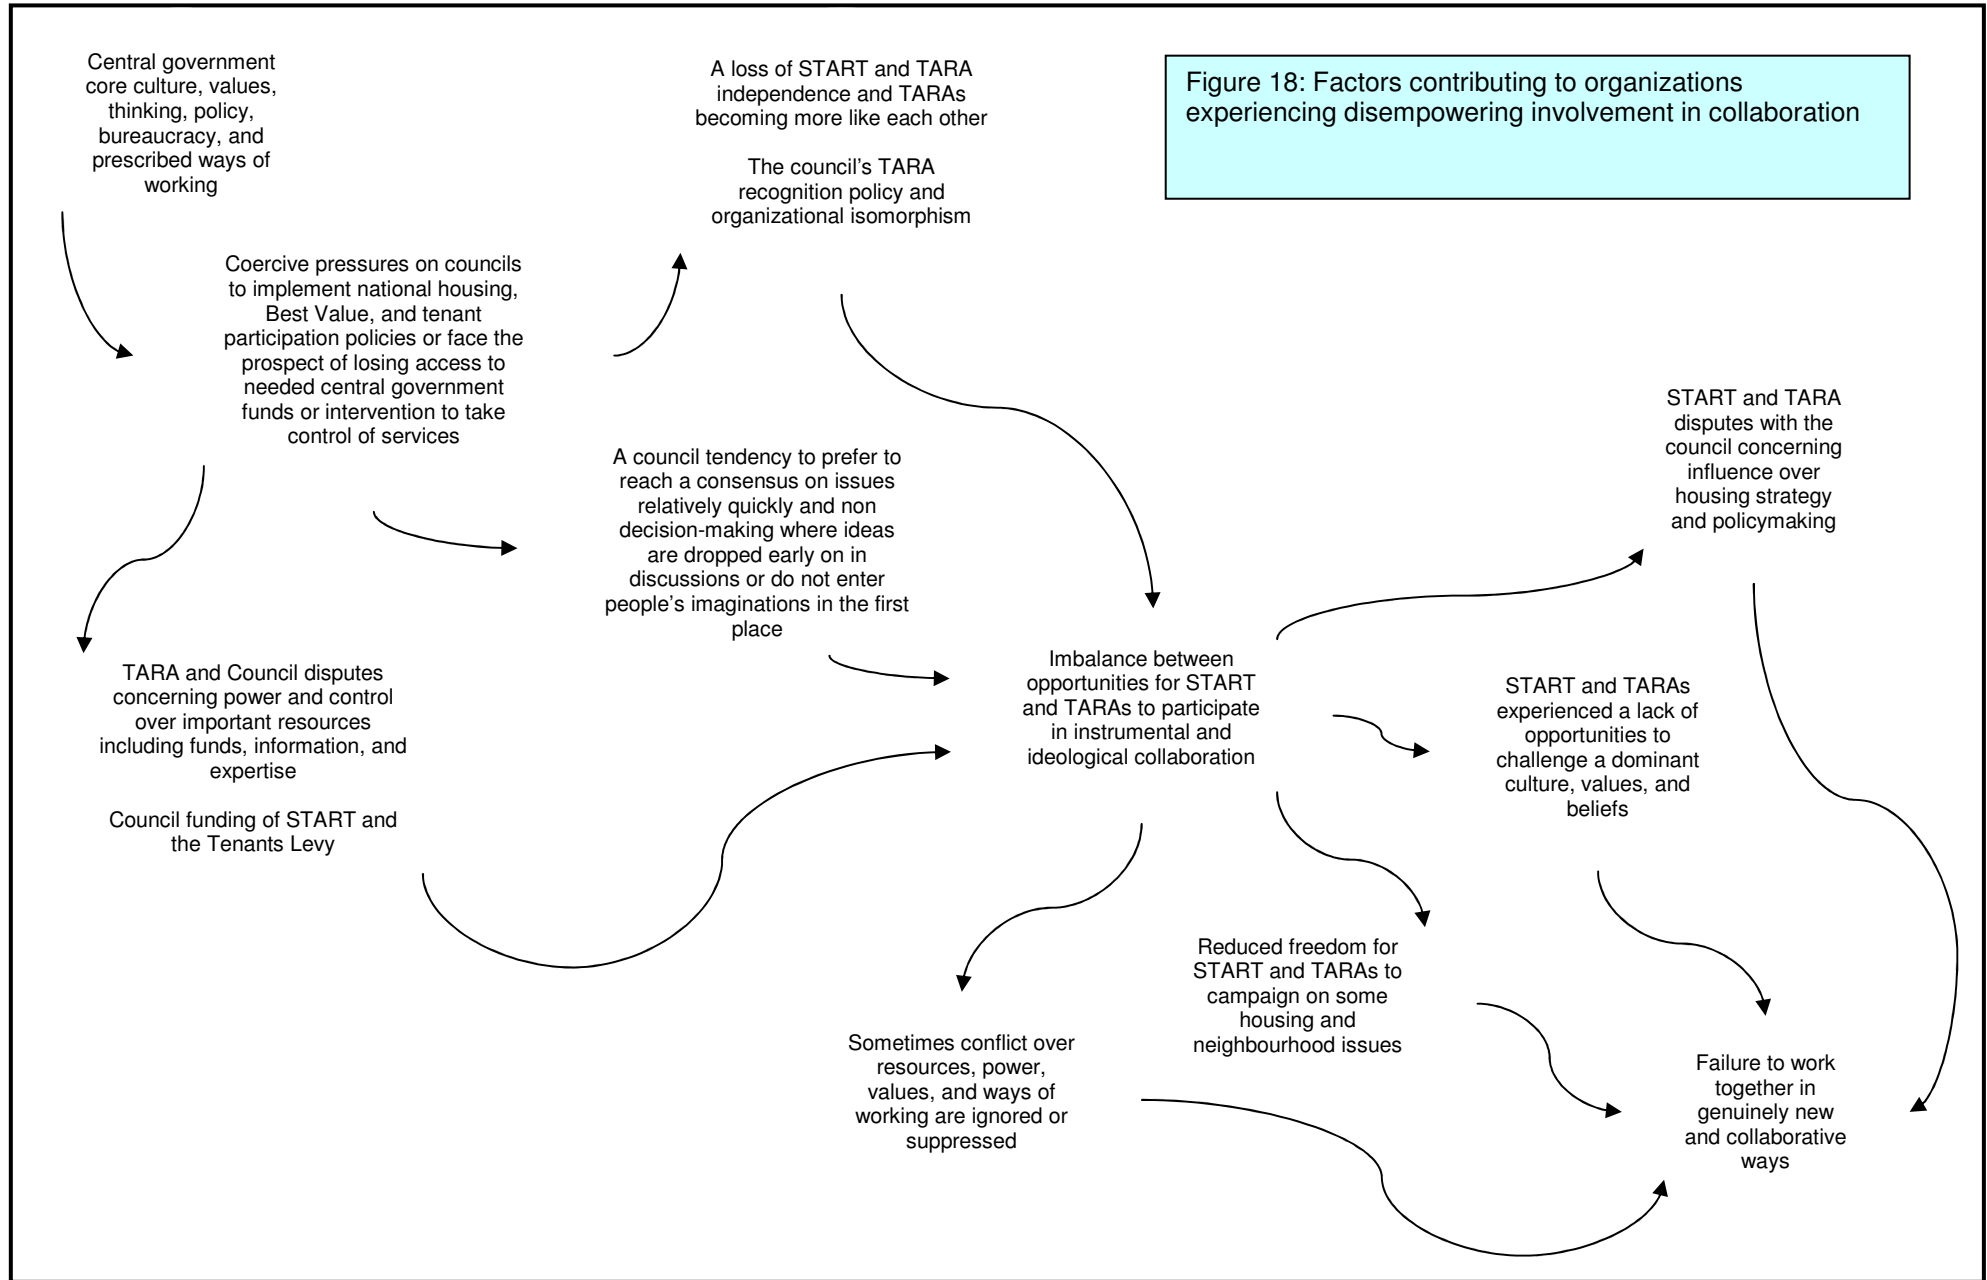 Central government
core culture, values,
thinking, policy,
bureaucracy, and
prescribed ways of
working
A loss of START and TARA
independence and TARAs
becoming more like each other
The council’s TARA
recognition policy and
organizational isomorphism
Figure 18: Factors contributing to organizations
experiencing disempowering involvement in collaboration
Coercive pressures on councils
to implement national housing,
Best Value, and tenant
participation policies or face the
prospect of losing access to
needed central government
funds or intervention to take
control of services
A council tendency to prefer to
reach a consensus on issues
relatively quickly and non
decision-making where ideas
are dropped early on in
discussions or do not enter
people’s imaginations in the first
place
START and TARA
disputes with the
council concerning
influence over
housing strategy
and policymaking
TARA and Council disputes
concerning power and control
over important resources
including funds, information, and
expertise
Council funding of START and
the Tenants Levy
Imbalance between
opportunities for START
and TARAs to participate
in instrumental and
ideological collaboration
START and TARAs
experienced a lack of
opportunities to
challenge a dominant
culture, values, and
beliefs
Reduced freedom for
START and TARAs to
campaign on some
housing and
neighbourhood issues
Sometimes conflict over
resources, power,
values, and ways of
working are ignored or
suppressed
Failure to work
together in
genuinely new
and collaborative
ways